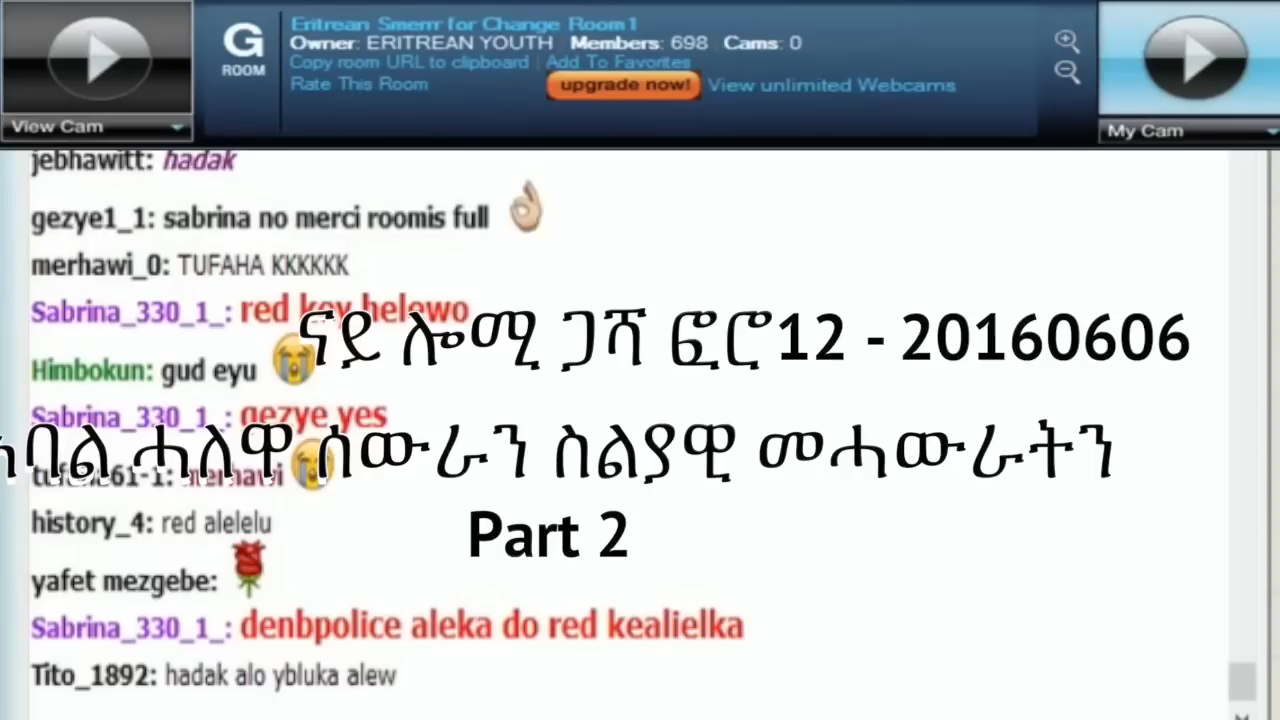 Eritrean Smerrr for Change Room1
G ROOM
Owner: ERITREAN YOUTH Members: 698 Cams: 0
Copy room URL to clipboard | Add To Favorites
Rate This Room upgrade now! View unlimited Webcams
View Cam
My Cam
jebhawitt: hadak
gezye1_1: sabrina no merci roomis full
merhawi_0: TUFAHA KKKKKK
Sabrina_330_1_: red key helewo
ናይ ሎሚ ጋሻ ፎሮ12 - 20160606
Himbokun: gud eyu
Sabrina_330_1_: gezye yes
ሓለዋ ሰውራን ስልያዊ መሓውራትን
merhawi
history_4: red alelelu
Part 2
yafet mezgebe:
Sabrina_330_1_: denbpolice aleka do red kealielka
Tito_1892: hadak alo ybluka alew